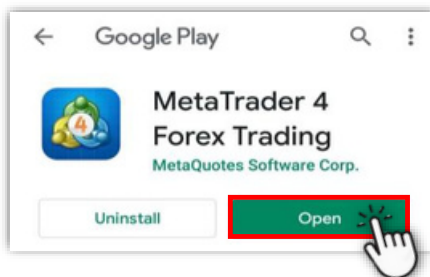 Google Play
MetaTrader 4
Forex Trading
MetaQuotes Software Corp.
Uninstall
Open